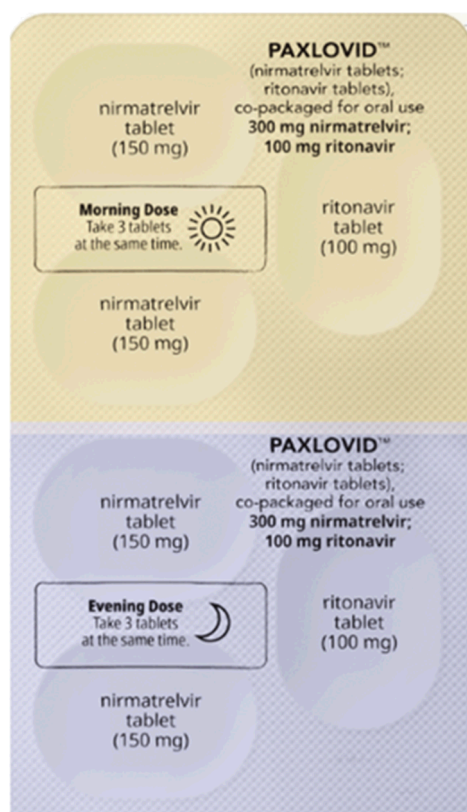 PAXLOVID™
(nirmatrelvir tablets;
ritonavir tablets),
co-packaged for oral use
300 mg nirmatrelvir;
100 mg ritonavir
nirmatrelvir
tablet
(150 mg)
Morning Dose
Take 3 tablets
at the same time.
ritonavir
tablet
(100 mg)
nirmatrelvir
tablet
(150 mg)
PAXLOVID™
(nirmatrelvir tablets;
ritonavir tablets),
co-packaged for oral use
300 mg nirmatrelvir;
100 mg ritonavir
nirmatrelvir
tablet
(150 mg)
Evening Dose
Take 3 tablets
at the same time.
ritonavir
tablet
(100 mg)
nirmatrelvir
tablet
(150 mg)